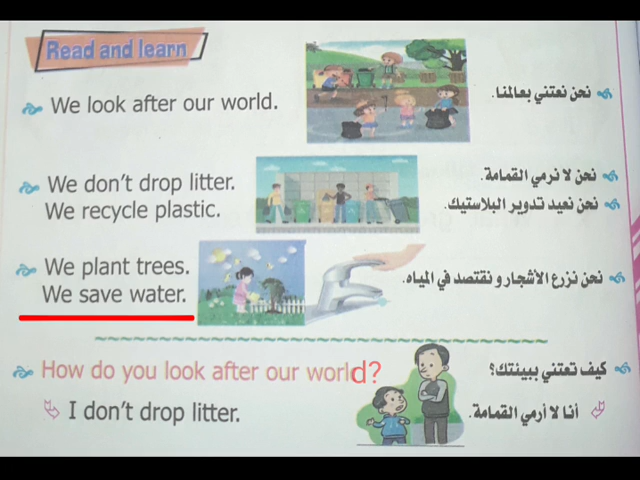 Read and learn
We look after our world.
نحن نعتني بعالمنا.
We don't drop litter.
نحن لا نرمي القمامة.
We recycle plastic.
نحن نعيد تدوير البلاستيك.
We plant trees.
We save water.
نحن نزرع الاشجار و نقتصد في المياه.
How do you look after our world?
كيف تعتني ببيئتك؟
I don't drop litter.
أنا لا أرمي القمامة.